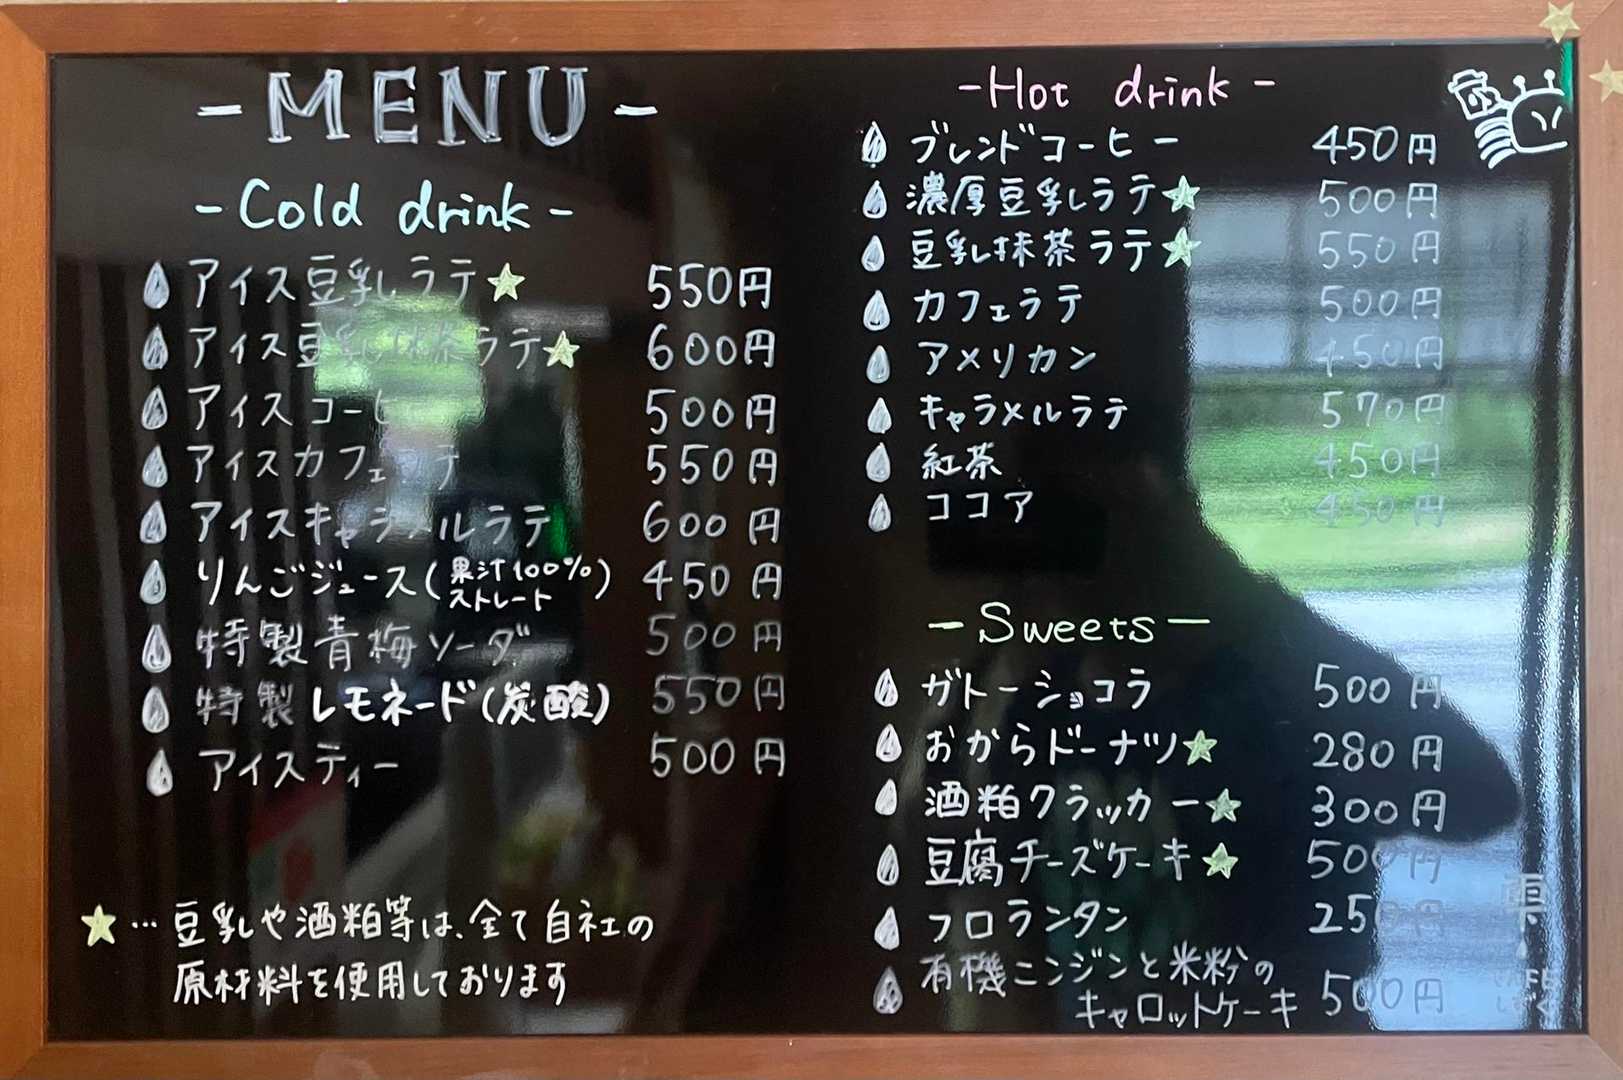 -MENU-
-Cold drink-
アイス豆乳ラテ★ 550円
アイス豆乳抹茶ラテ★ 600円
アイスコーヒー 500円
アイスカフェラテ 550円
アイスキャラメルラテ 600円
りんごジュース(果汁100%ストレート) 450円
特製青梅ソーダ 500円
特製レモネード(炭酸) 550円
アイスティー 500円
★…豆乳や酒粕等は、全て自社の
原材料を使用しております
-Hot drink-
ブレンドコーヒー 450円
濃厚豆乳ラテ★ 500円
豆乳抹茶ラテ★ 550円
カフェラテ 500円
アメリカン 450円
キャラメルラテ 570円
紅茶 450円
ココア 450円
-Sweets-
ガトーショコラ 500円
おからドーナツ★ 280円
酒粕クラッカー★ 300円
豆腐チーズケーキ★ 500円
フロランタン 250円
有機ニンジンと米粉の
キャロットケーキ 500円
雫
CAFE
しずく